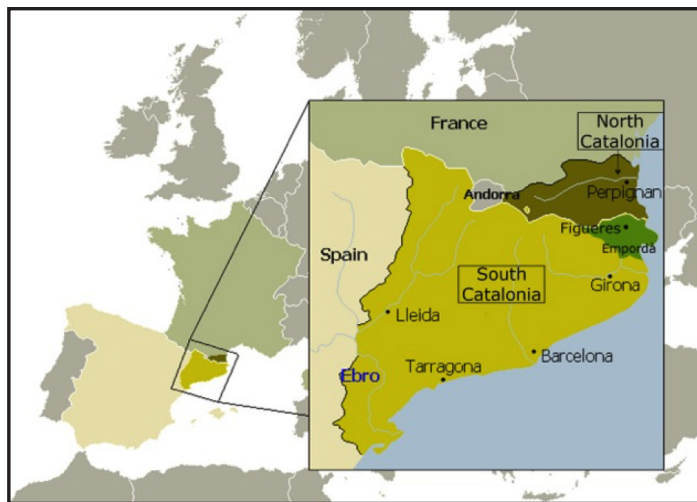 North
Catalonia
France
Andorra
Perpignan
Figueres
Empordà
Spain
South
Catalonia
Girona
Lleida
Barcelona
Tarragona
Ebro